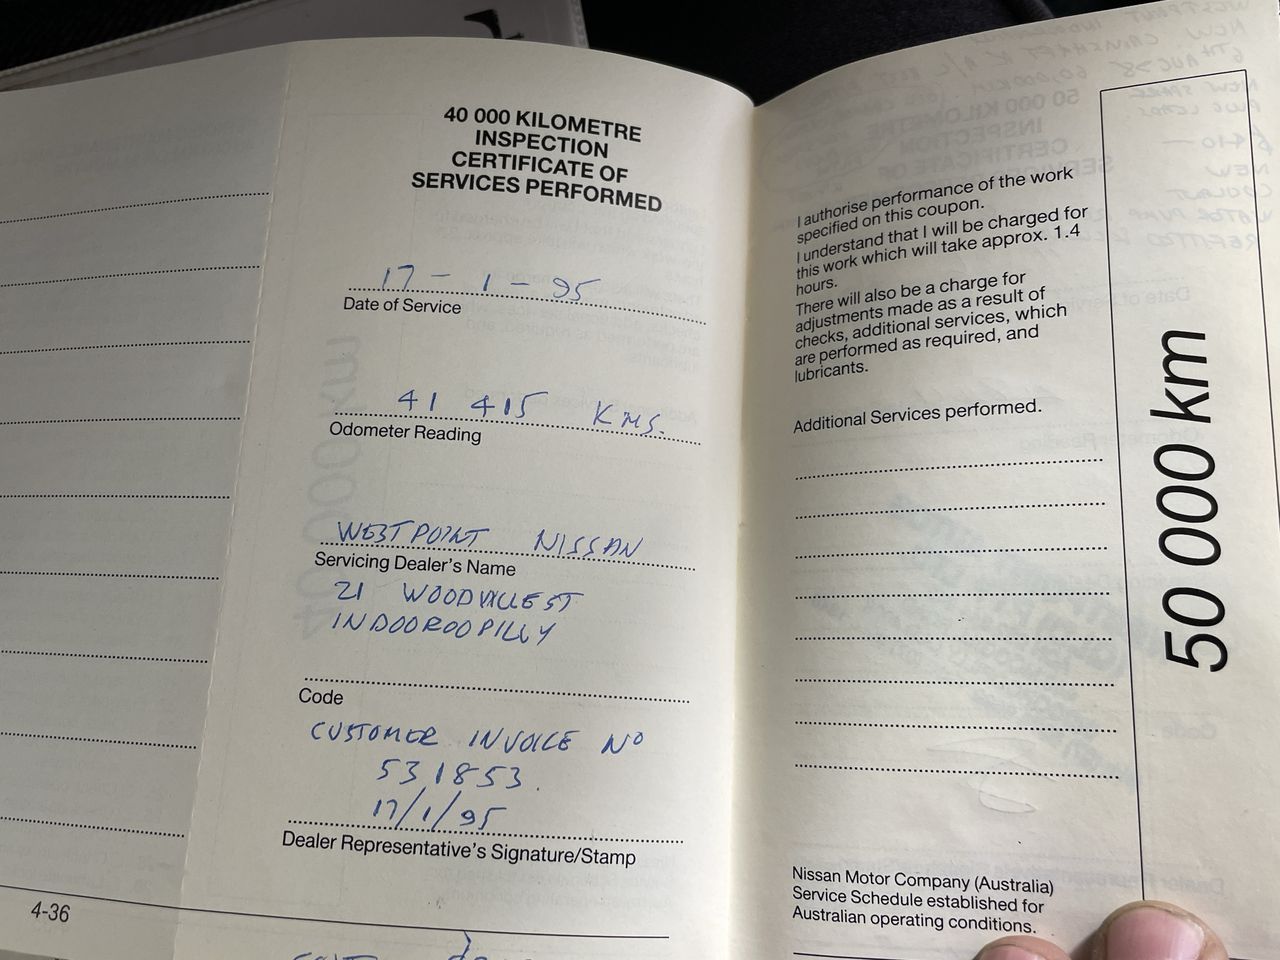 40 000 KILOMETRE
INSPECTION
CERTIFICATE OF
SERVICES PERFORMED
17 - 1 - 95
Date of Service
41 415 KMS.
Odometer Reading
WESTPOINT NISSAN
Servicing Dealer's Name
21 WOODVILLE ST
INDOOROOPILLY
Code
CUSTOMER INVOICE No
531853.
17/1/95
Dealer Representative's Signature/Stamp
4-36
I authorise performance of the work
specified on this coupon.
I understand that I will be charged for
this work which will take approx. 1.4
hours.
There will also be a charge for
adjustments made as a result of
checks, additional services, which
are performed as required, and
lubricants.
Additional Services performed.
Nissan Motor Company (Australia)
Service Schedule established for
Australian operating conditions.
50 000 km